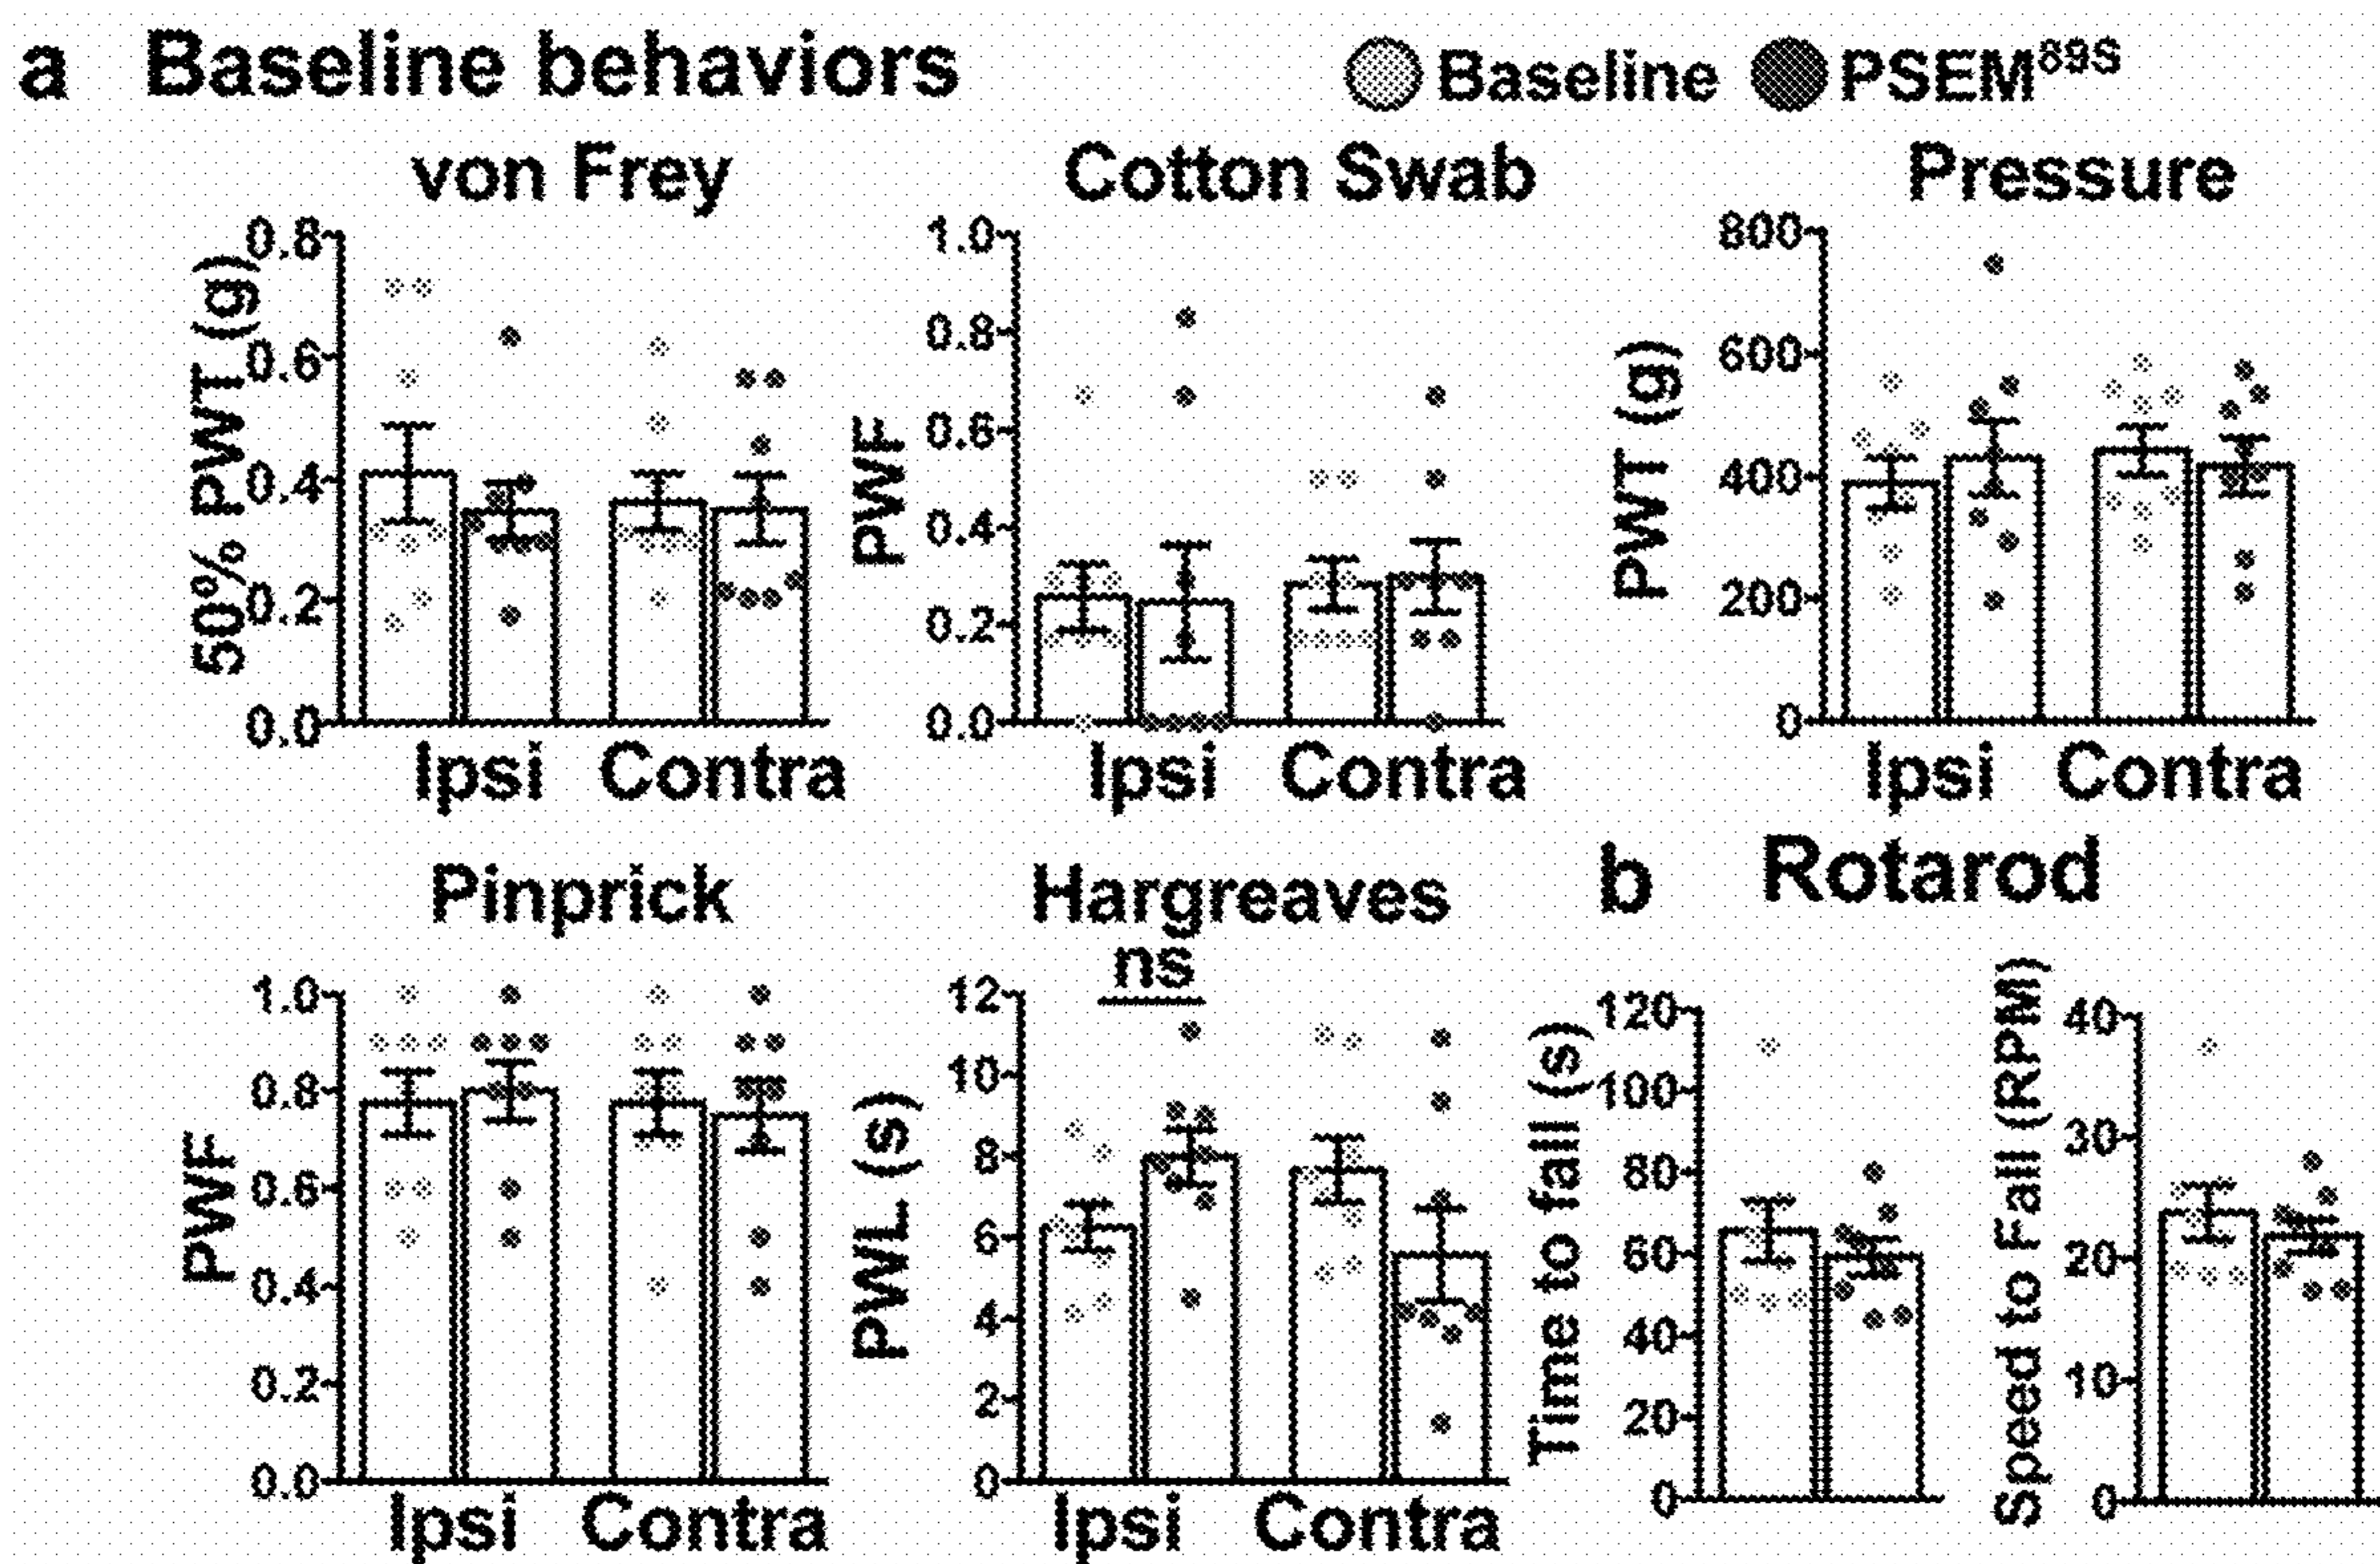 a Baseline behaviors
Baseline PSEM⁸⁹ˢ
von Frey
50% PWT (g)
0.8
0.6
0.4
0.2
0.0
Ipsi Contra
Cotton Swab
PWF
1.0
0.8
0.6
0.4
0.2
0.0
Ipsi Contra
Pressure
PWT (g)
800
600
400
200
0
Ipsi Contra
Pinprick
PWF
1.0
0.8
0.6
0.4
0.2
0.0
Ipsi Contra
Hargreaves
ns
PWL (s)
12
10
8
6
4
2
0
Ipsi Contra
b Rotarod
Time to fall (s)
120
100
80
60
40
20
0
Speed to Fall (RPM)
40
30
20
10
0